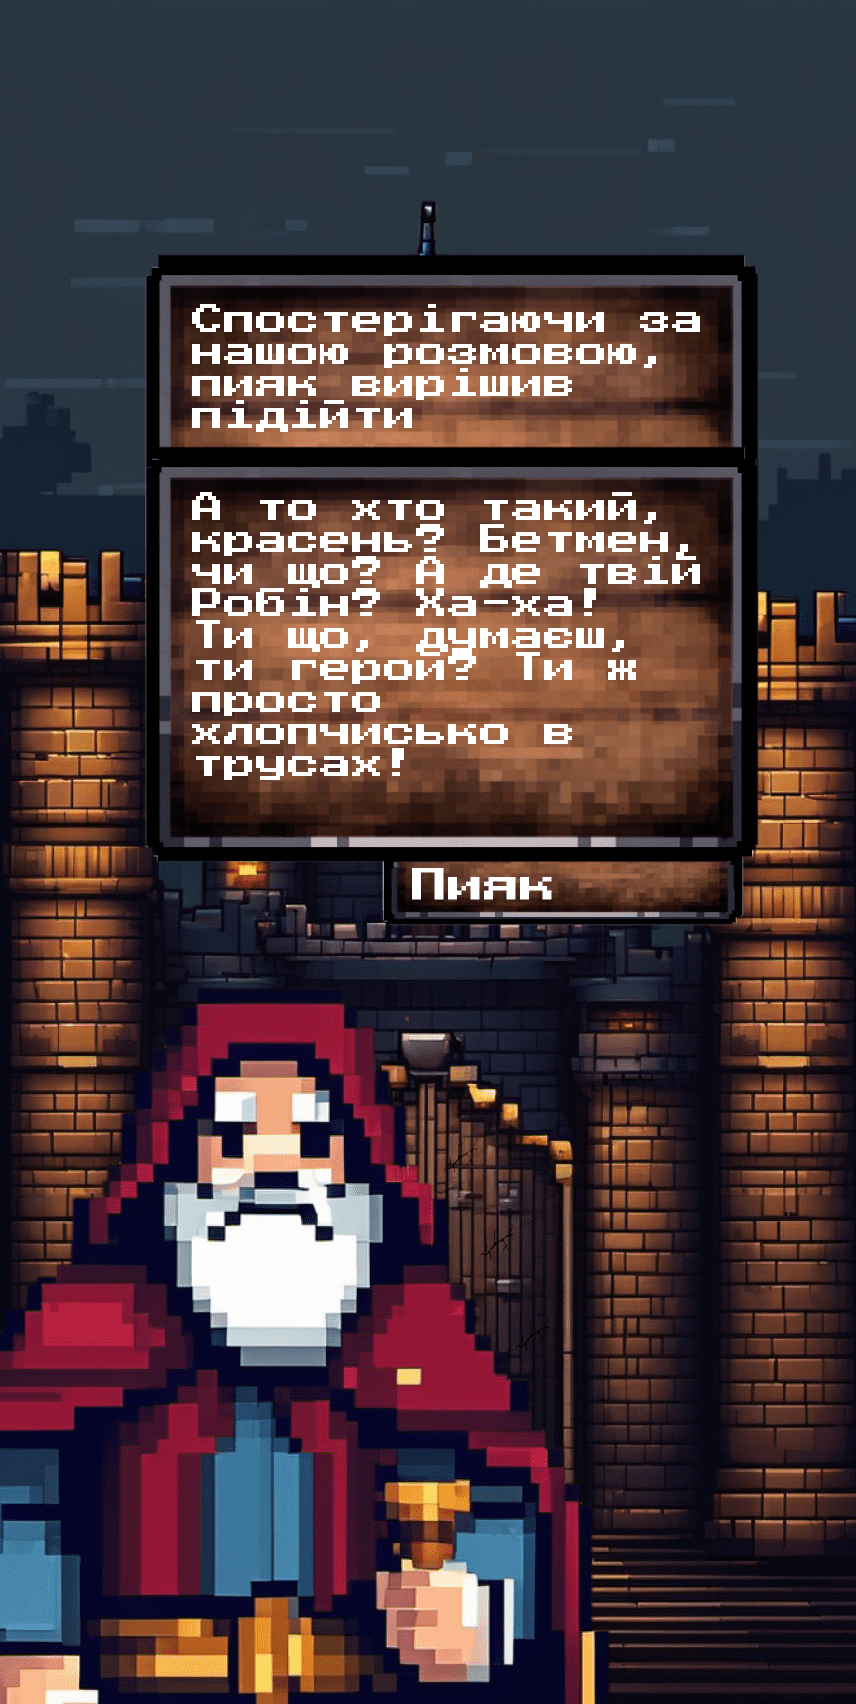 Спостерігаючи за
нашою розмовою,
пияк вирішив
підійти
А то хто такий,
красень? Бетмен,
чи що? А де твій
Робін? Ха-ха!
Ти що, думаєш,
ти герой? Ти ж
просто
хлопчисько в
трусах!
Пияк